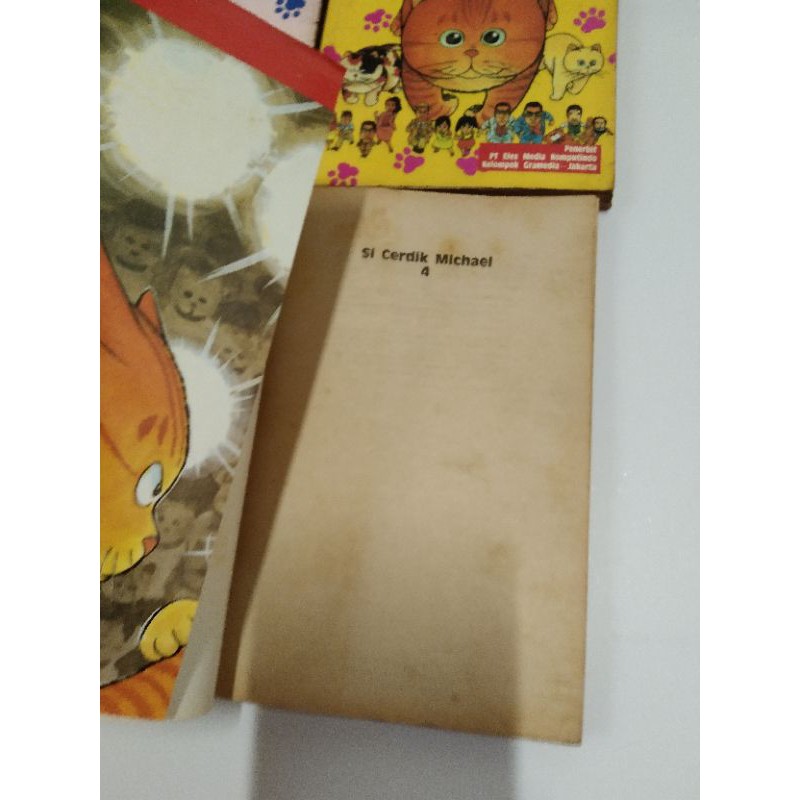 Penerbit
PT Elex Media Komputindo
Kelompok Gramedia - Jakarta
Si Cerdik Michael
4